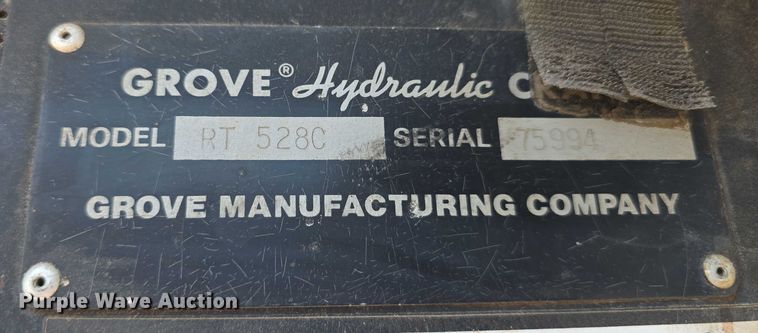 GROVE® Hydraulic
MODEL RT 528C SERIAL 75994
GROVE MANUFACTURING COMPANY
Purple Wave Auction